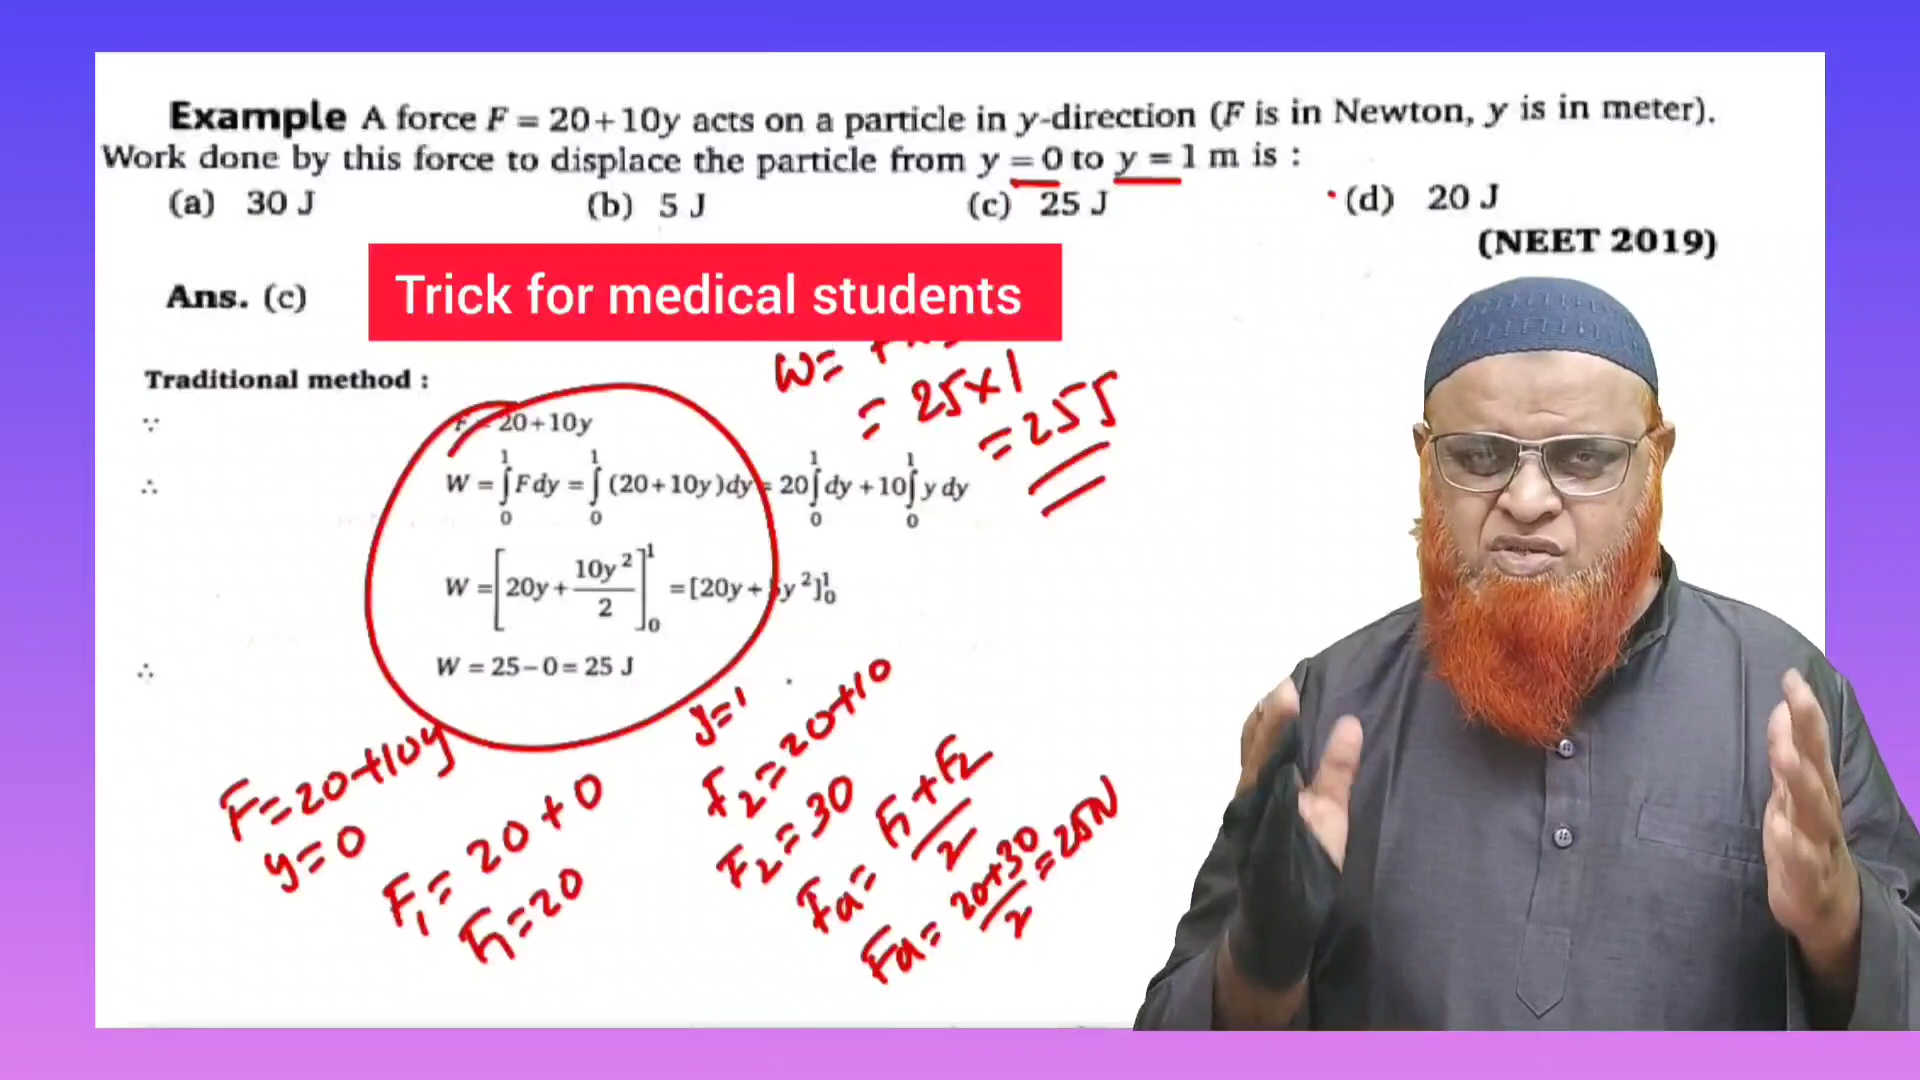 Example A force F = 20+10y acts on a particle in y-direction (F is in Newton, y is in meter).
Work done by this force to displace the particle from y = 0 to y = 1 m is :
(a) 30 J (b) 5 J (c) 25 J (d) 20 J
(NEET 2019)
Ans. (c)
Trick for medical students
W=
= 25×1
= 25J
Traditional method :
∵ F = 20+10y
∴ W = ∫₀¹ F dy = ∫₀¹ (20+10y)dy = 20∫₀¹ dy + 10∫₀¹ y dy
W = [20y + 10y²/2]₀¹ = [20y + 5y²]₀¹
∴ W = 25−0 = 25 J
F=20+10y
y=0
F₁= 20+0
F₁=20
y=1
F₂=20+10
F₂=30
Fa= F₁+F₂/2
Fa= 20+30/2 = 25N